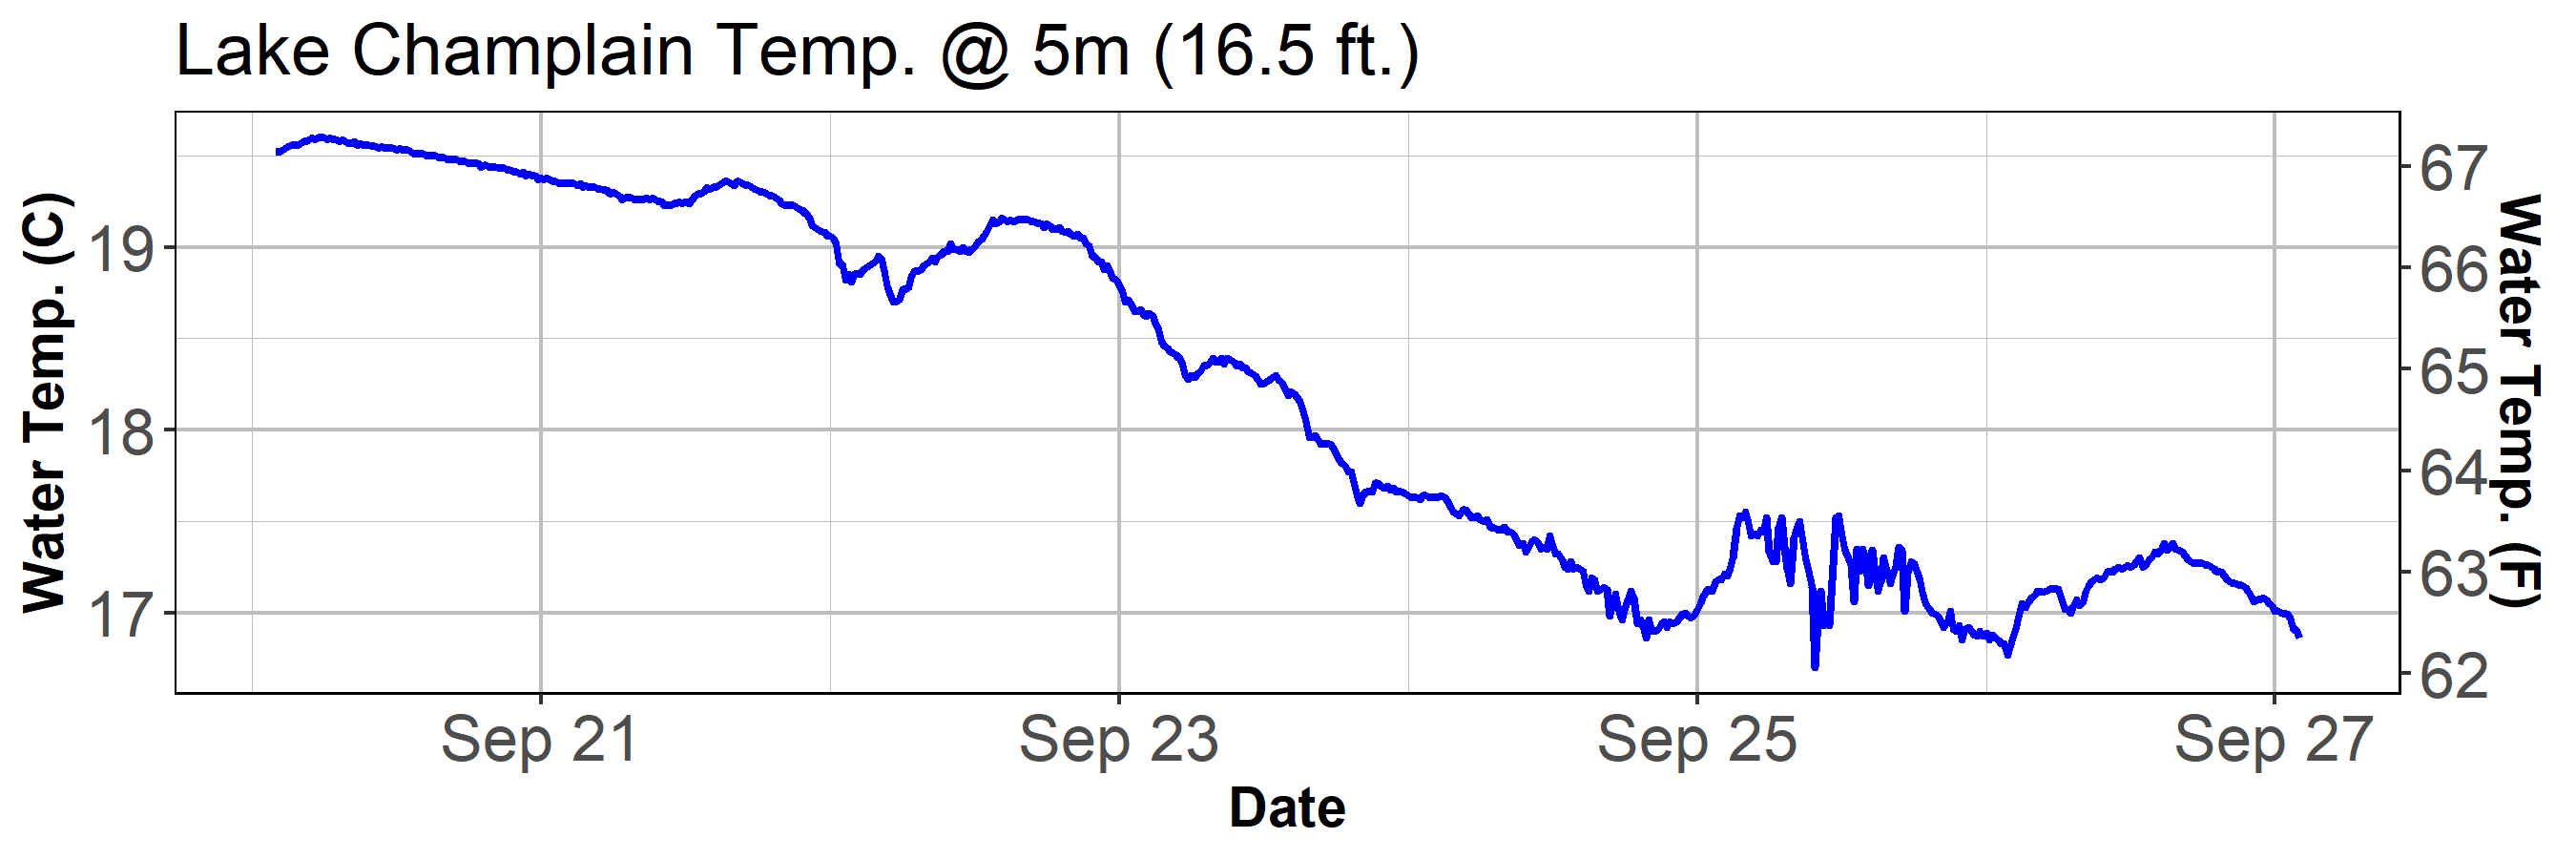 Lake Champlain Temp. @ 5m (16.5 ft.)
Water Temp. (C)
19
18
17
67
66
65
64
63
62
Water Temp. (F)
Sep 21 Sep 23 Sep 25 Sep 27
Date